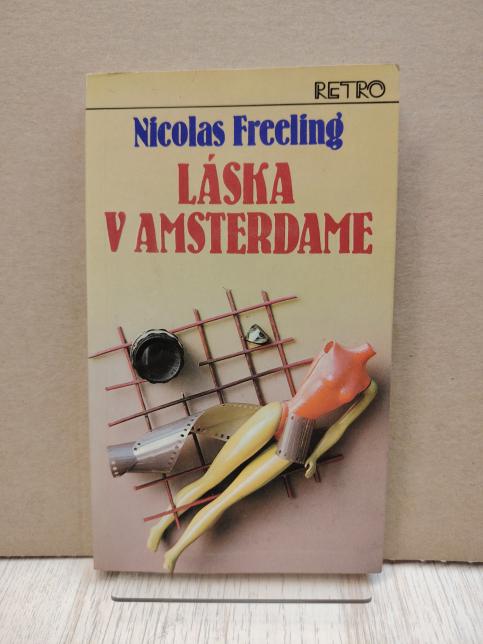 RETRO
Nicolas Freeling
LÁSKA
V AMSTERDAME